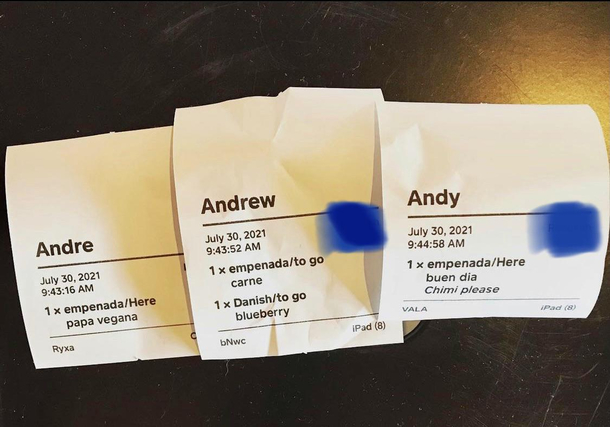 Andre
July 30, 2021
9:43:16 AM
1 x empenada/Here
papa vegana
Ryxa
Andrew
July 30, 2021
9:43:52 AM
1 x empenada/to go
carne
1 x Danish/to go
blueberry
bNwc iPad (8)
Andy
July 30, 2021
9:44:58 AM
1 x empenada/Here
buen dia
Chimi please
VALA iPad (8)